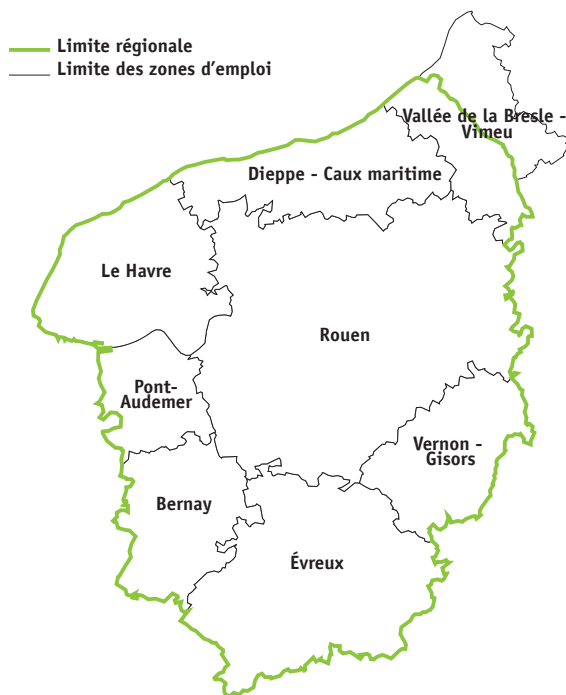 Limite régionale
Limite des zones d'emploi
Vallée de la Bresle -
Vimeu
Dieppe - Caux maritime
Le Havre
Rouen
Pont-
Audemer
Vernon -
Gisors
Bernay
Évreux